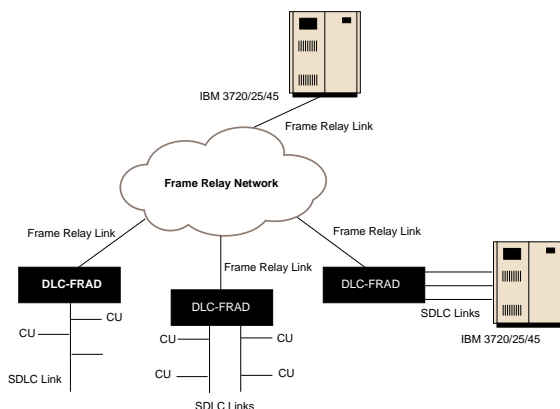 IBM 3720/25/45
Frame Relay Link
Frame Relay Network
Frame Relay Link
Frame Relay Link
Frame Relay Link
DLC-FRAD
DLC-FRAD
DLC-FRAD
SDLC Links
IBM 3720/25/45
CU
CU
CU
CU
SDLC Link
CU
CU
SDLC Links